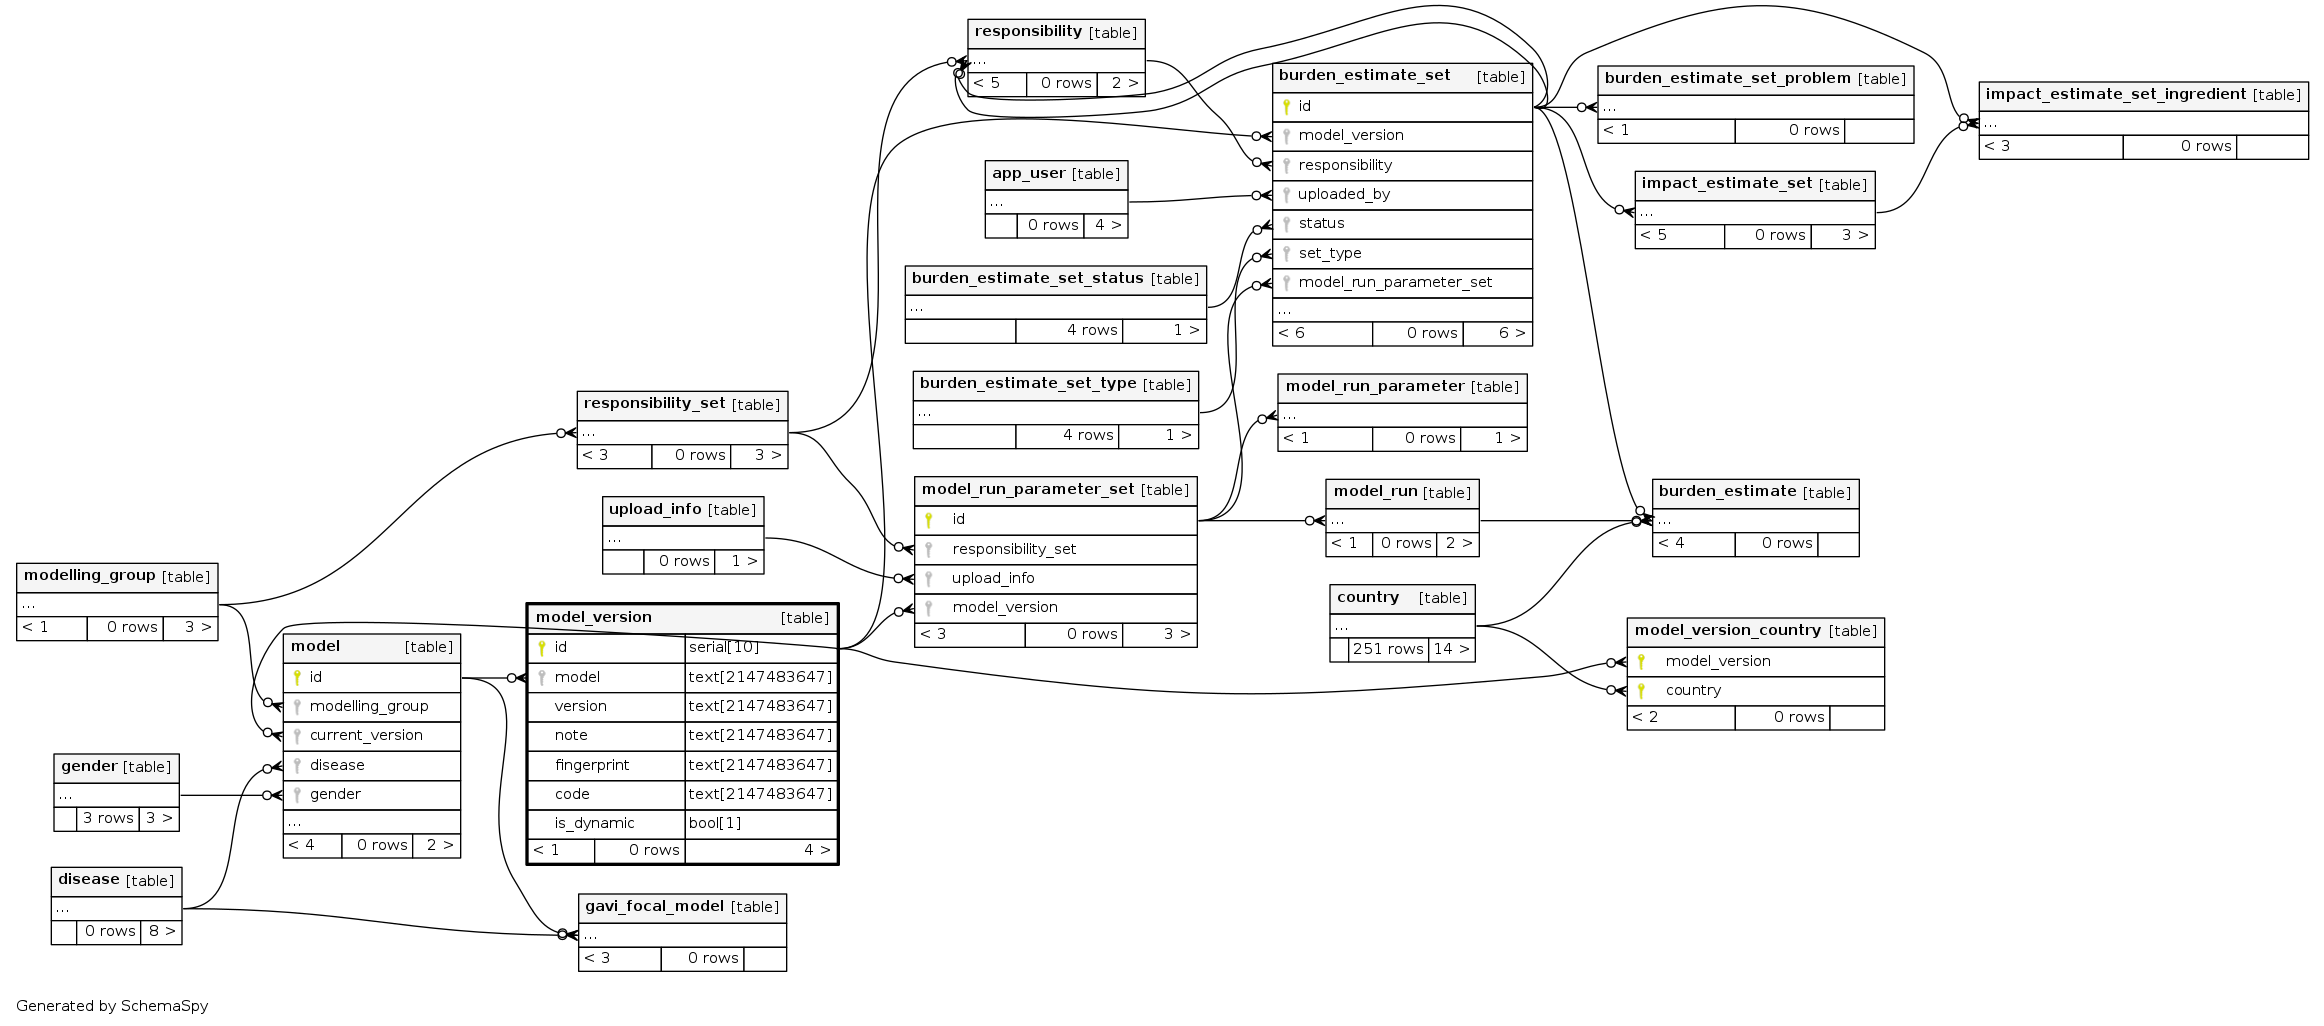 responsibility [table]
...
< 5 0 rows 2 >
burden_estimate_set [table]
id
model_version
responsibility
uploaded_by
status
set_type
model_run_parameter_set
...
< 6 0 rows 6 >
burden_estimate_set_problem [table]
...
< 1 0 rows
impact_estimate_set_ingredient [table]
...
< 3 0 rows
app_user [table]
...
0 rows 4 >
impact_estimate_set [table]
...
< 5 0 rows 3 >
burden_estimate_set_status [table]
...
4 rows 1 >
burden_estimate_set_type [table]
...
4 rows 1 >
model_run_parameter [table]
...
< 1 0 rows 1 >
responsibility_set [table]
...
< 3 0 rows 3 >
upload_info [table]
...
0 rows 1 >
model_run_parameter_set [table]
id
responsibility_set
upload_info
model_version
< 3 0 rows 3 >
model_run [table]
...
< 1 0 rows 2 >
burden_estimate [table]
...
< 4 0 rows
country [table]
...
251 rows 14 >
model_version_country [table]
model_version
country
< 2 0 rows
modelling_group [table]
...
< 1 0 rows 3 >
model [table]
id
modelling_group
current_version
disease
gender
...
< 4 0 rows 2 >
model_version [table]
id serial[10]
model text[2147483647]
version text[2147483647]
note text[2147483647]
fingerprint text[2147483647]
code text[2147483647]
is_dynamic bool[1]
< 1 0 rows 4 >
gender [table]
...
3 rows 3 >
disease [table]
...
0 rows 8 >
gavi_focal_model [table]
...
< 3 0 rows
Generated by SchemaSpy